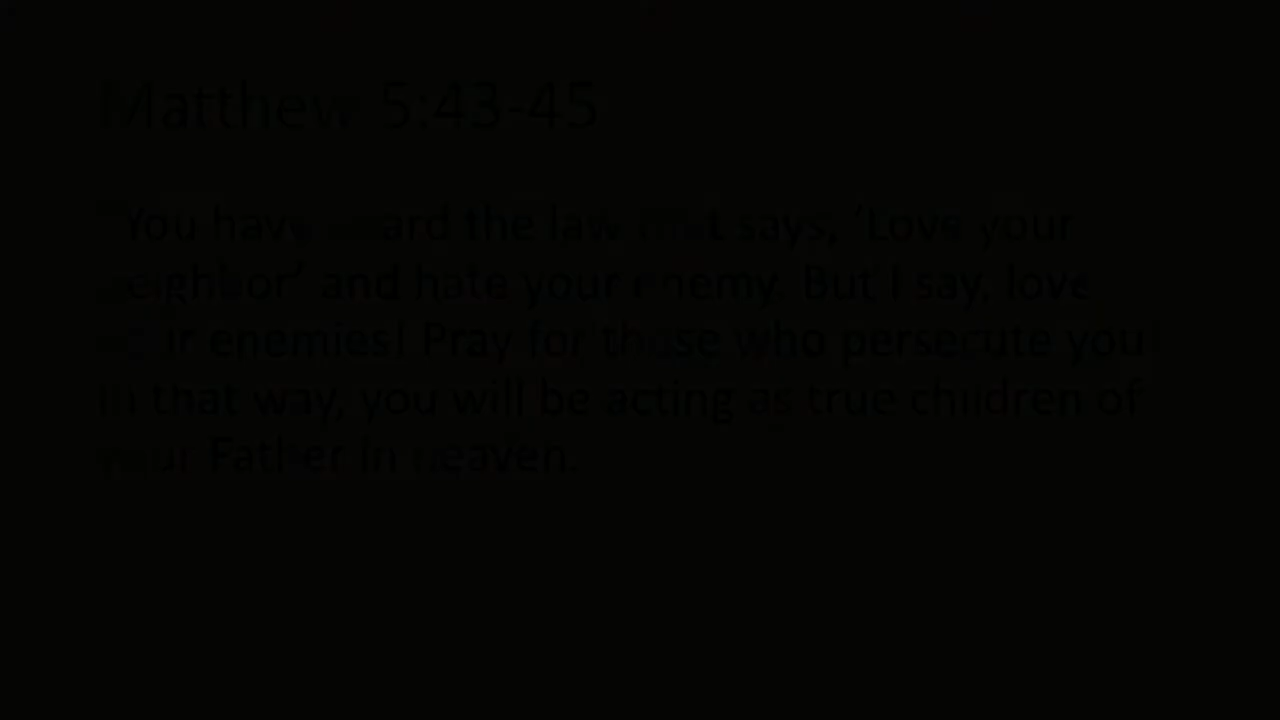 Matthew 5:43-45
You have heard the law that says, ‘Love your
neighbor’ and hate your enemy. But I say, love
your enemies! Pray for those who persecute you!
In that way, you will be acting as true children of
your Father in heaven.